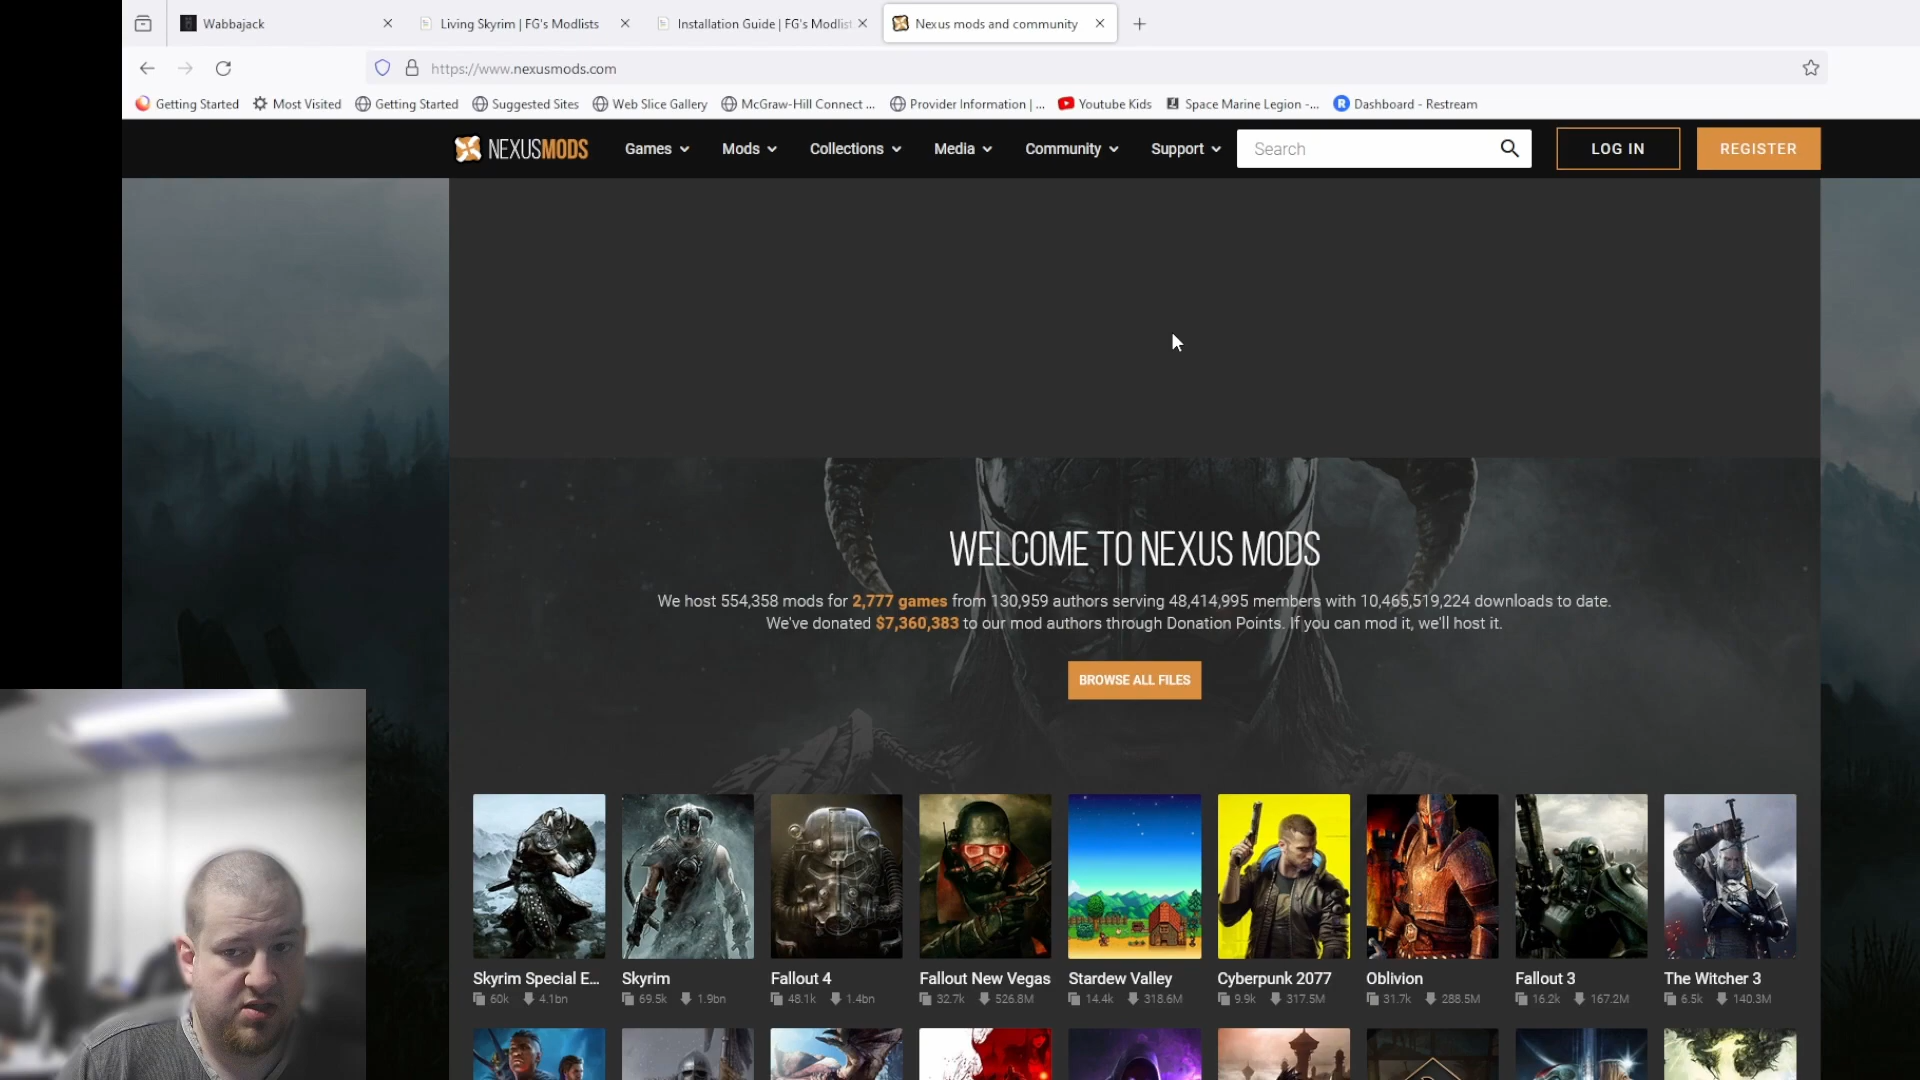 Wabbajack
Living Skyrim | FG's Modlists
Installation Guide | FG's Modlist
Nexus mods and community
https://www.nexusmods.com
Getting Started
Most Visited
Getting Started
Suggested Sites
Web Slice Gallery
McGraw-Hill Connect ...
Provider Information | ...
Youtube Kids
Space Marine Legion -...
Dashboard - Restream
NEXUSMODS
Games
Mods
Collections
Media
Community
Support
Search
LOG IN
REGISTER
WELCOME TO NEXUS MODS
We host 554,358 mods for 2,777 games from 130,959 authors serving 48,414,995 members with 10,465,519,224 downloads to date.
We've donated $7,360,383 to our mod authors through Donation Points. If you can mod it, we'll host it.
BROWSE ALL FILES
Skyrim Special E...
Skyrim
Fallout 4
Fallout New Vegas
Stardew Valley
Cyberpunk 2077
Oblivion
Fallout 3
The Witcher 3
60k 4.1bn
69.5k 1.9bn
48.1k 1.4bn
32.7k 526.8M
14.4k 318.6M
9.9k 317.5M
31.7k 288.5M
16.2k 167.2M
6.5k 140.3M